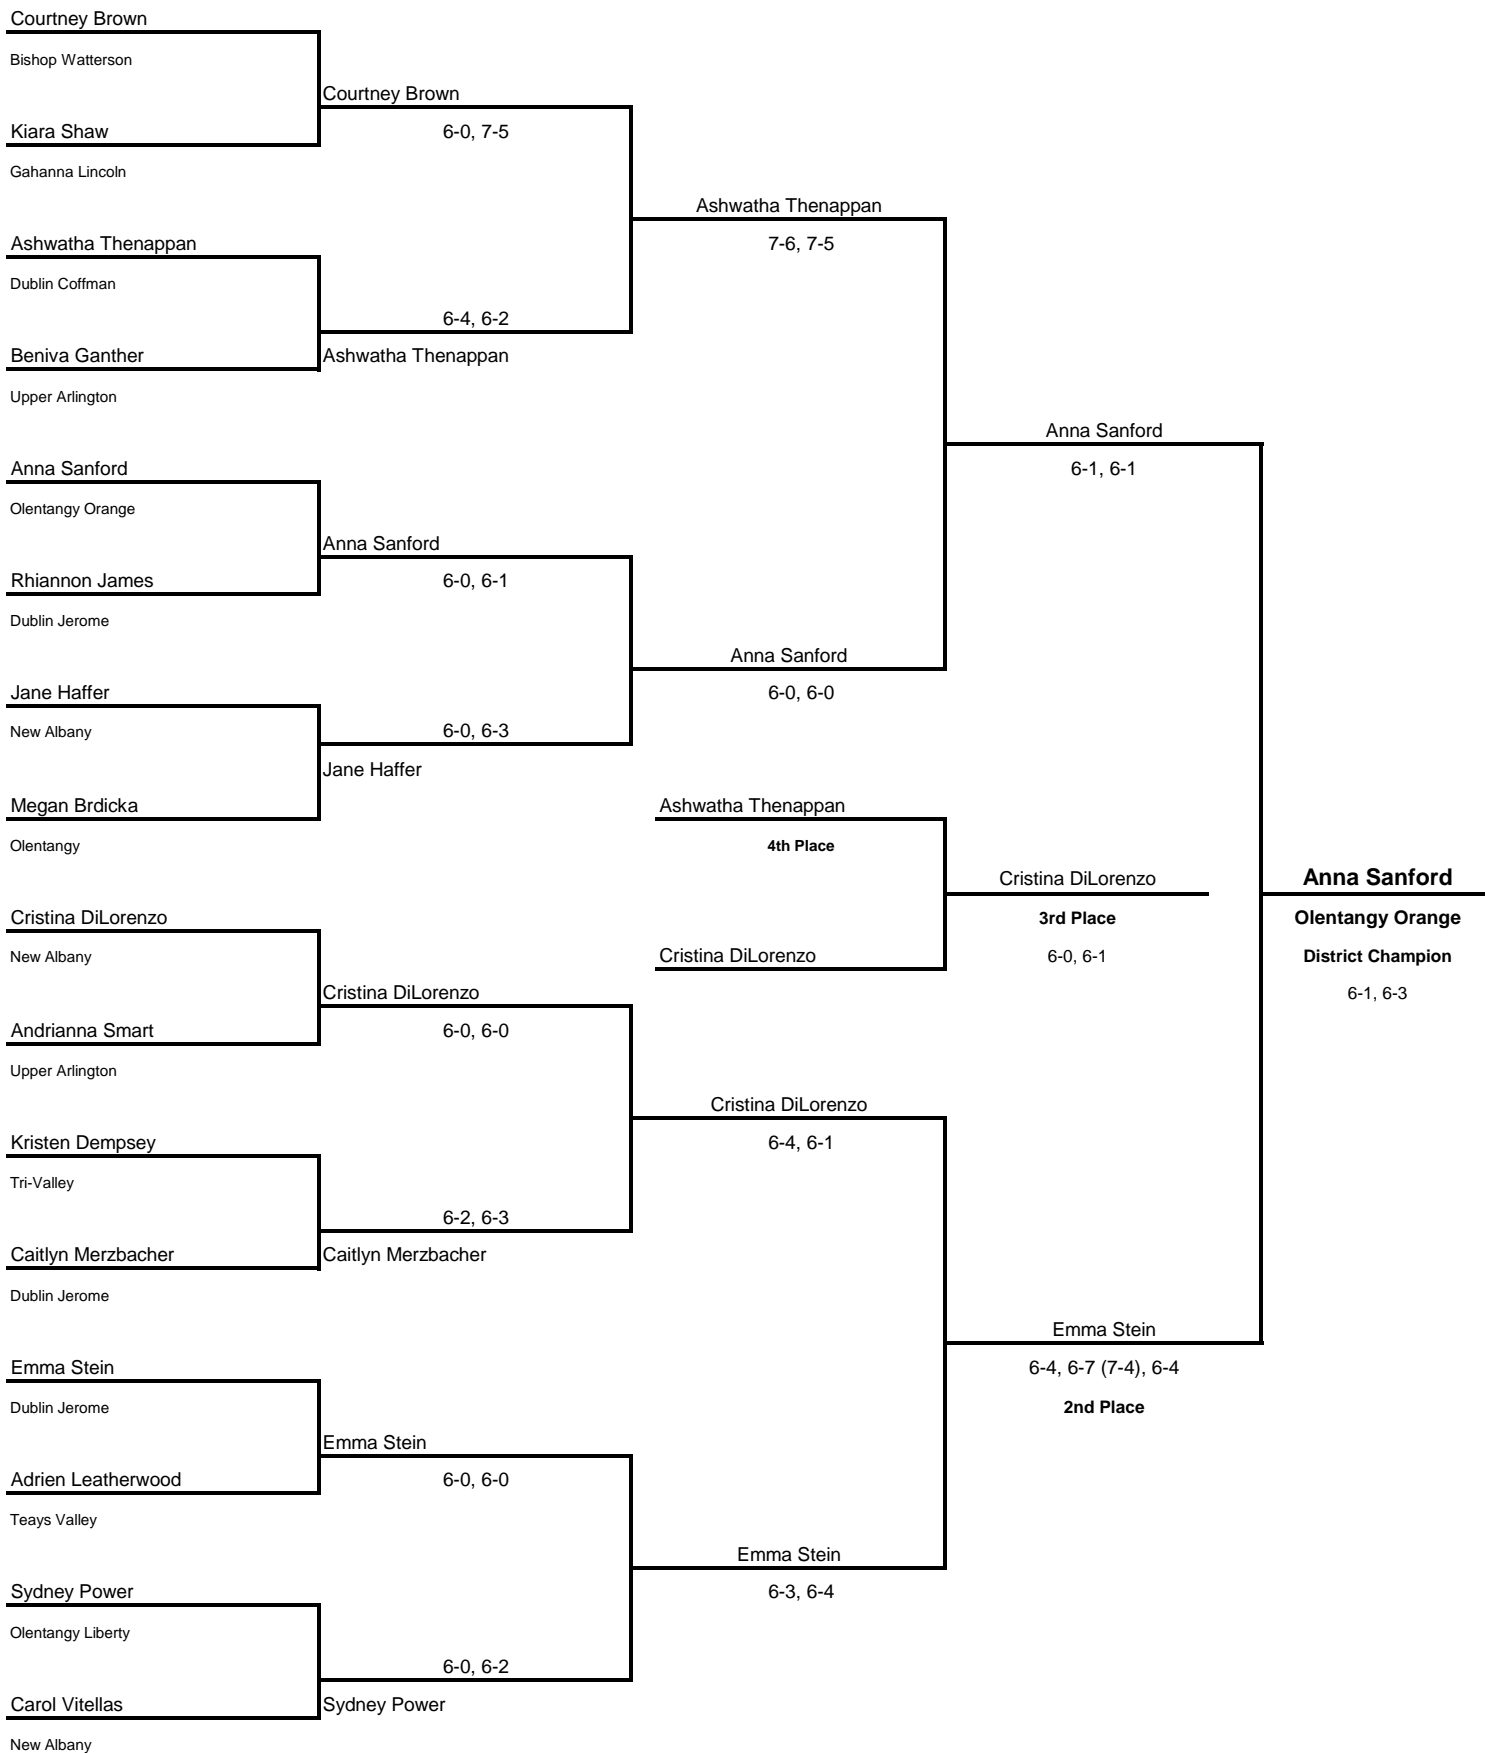 Courtney Brown
Bishop Watterson
Courtney Brown
Kiara Shaw
6-0, 7-5
Gahanna Lincoln
Ashwatha Thenappan
Ashwatha Thenappan
7-6, 7-5
Dublin Coffman
6-4, 6-2
Beniva Ganther
Ashwatha Thenappan
Upper Arlington
Anna Sanford
Anna Sanford
6-1, 6-1
Olentangy Orange
Anna Sanford
Rhiannon James
6-0, 6-1
Dublin Jerome
Anna Sanford
Jane Haffer
6-0, 6-0
New Albany
6-0, 6-3
Jane Haffer
Megan Brdicka
Ashwatha Thenappan
Olentangy
4th Place
Cristina DiLorenzo
Anna Sanford
Cristina DiLorenzo
3rd Place
Olentangy Orange
New Albany
Cristina DiLorenzo
6-0, 6-1
District Champion
Cristina DiLorenzo
6-1, 6-3
Andrianna Smart
6-0, 6-0
Upper Arlington
Cristina DiLorenzo
Kristen Dempsey
6-4, 6-1
Tri-Valley
6-2, 6-3
Caitlyn Merzbacher
Caitlyn Merzbacher
Dublin Jerome
Emma Stein
Emma Stein
6-4, 6-7 (7-4), 6-4
Dublin Jerome
2nd Place
Emma Stein
Adrien Leatherwood
6-0, 6-0
Teays Valley
Emma Stein
Sydney Power
6-3, 6-4
Olentangy Liberty
6-0, 6-2
Carol Vitellas
Sydney Power
New Albany